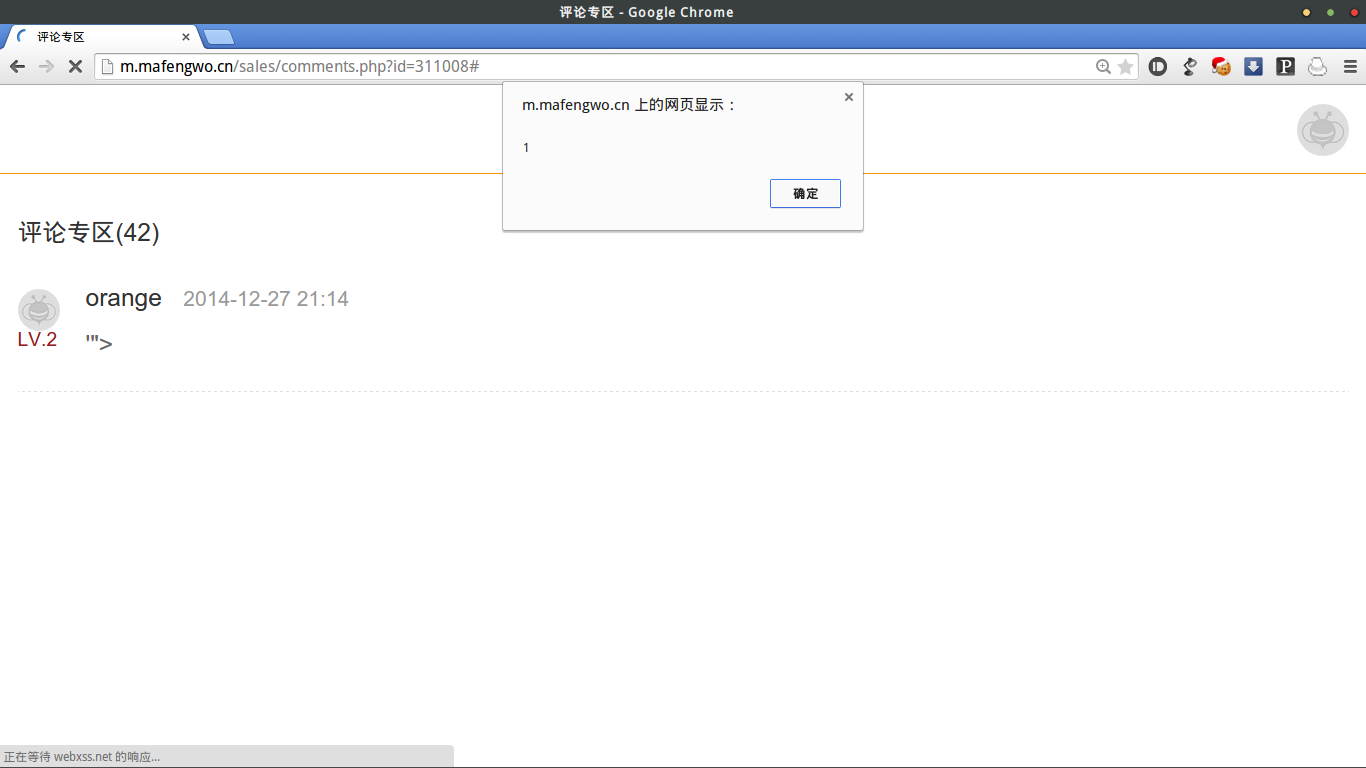 评论专区 - Google Chrome
评论专区
m.mafengwo.cn/sales/comments.php?id=311008#
m.mafengwo.cn 上的网页显示：
1
确定
评论专区(42)
orange 2014-12-27 21:14
LV.2 '">
正在等待 webxss.net 的响应...